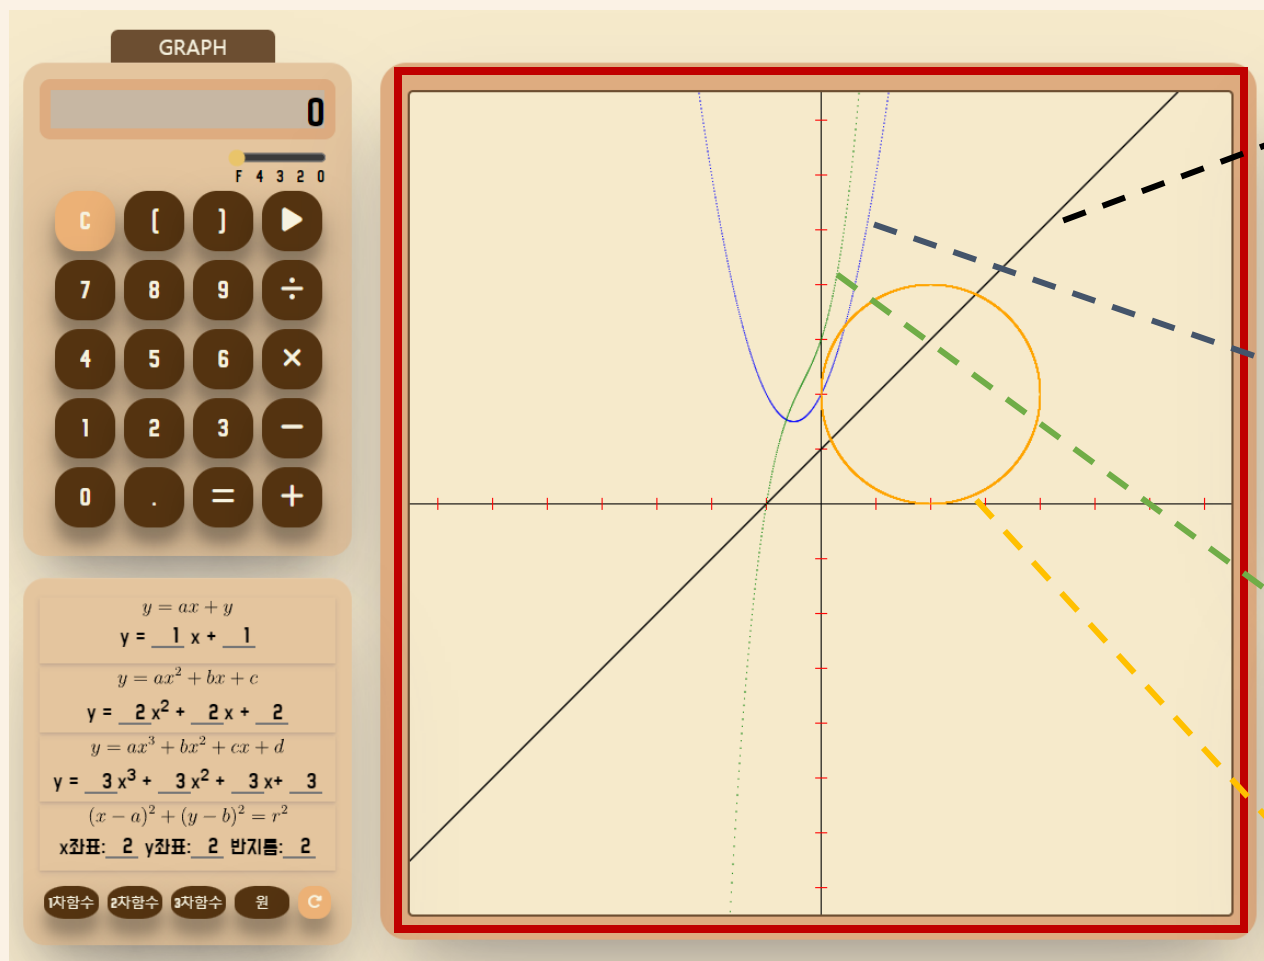 GRAPH
0
F 4 3 2 0
C [ ] ▶
7 8 9 ÷
4 5 6 ×
1 2 3 −
0 . = +
y = ax + y
y = 1 x + 1
y = ax² + bx + c
y = 2 x² + 2 x + 2
y = ax³ + bx² + cx + d
y = 3 x³ + 3 x² + 3 x+ 3
(x − a)² + (y − b)² = r²
x좌표: 2 y좌표: 2 반지름: 2
1차함수 2차함수 3차함수 원